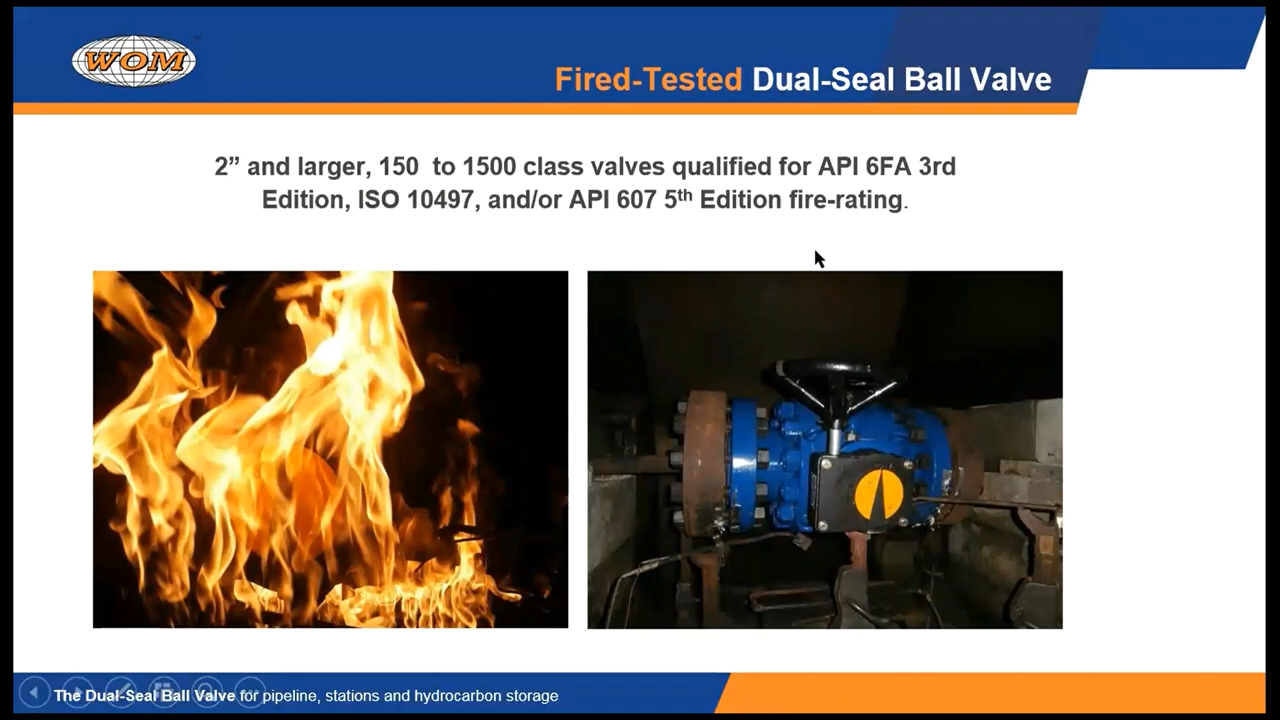 WOM
Fired-Tested Dual-Seal Ball Valve
2” and larger, 150  to 1500 class valves qualified for API 6FA 3rd
Edition, ISO 10497, and/or API 607 5th Edition fire-rating.
The Dual-Seal Ball Valve for pipeline, stations and hydrocarbon storage